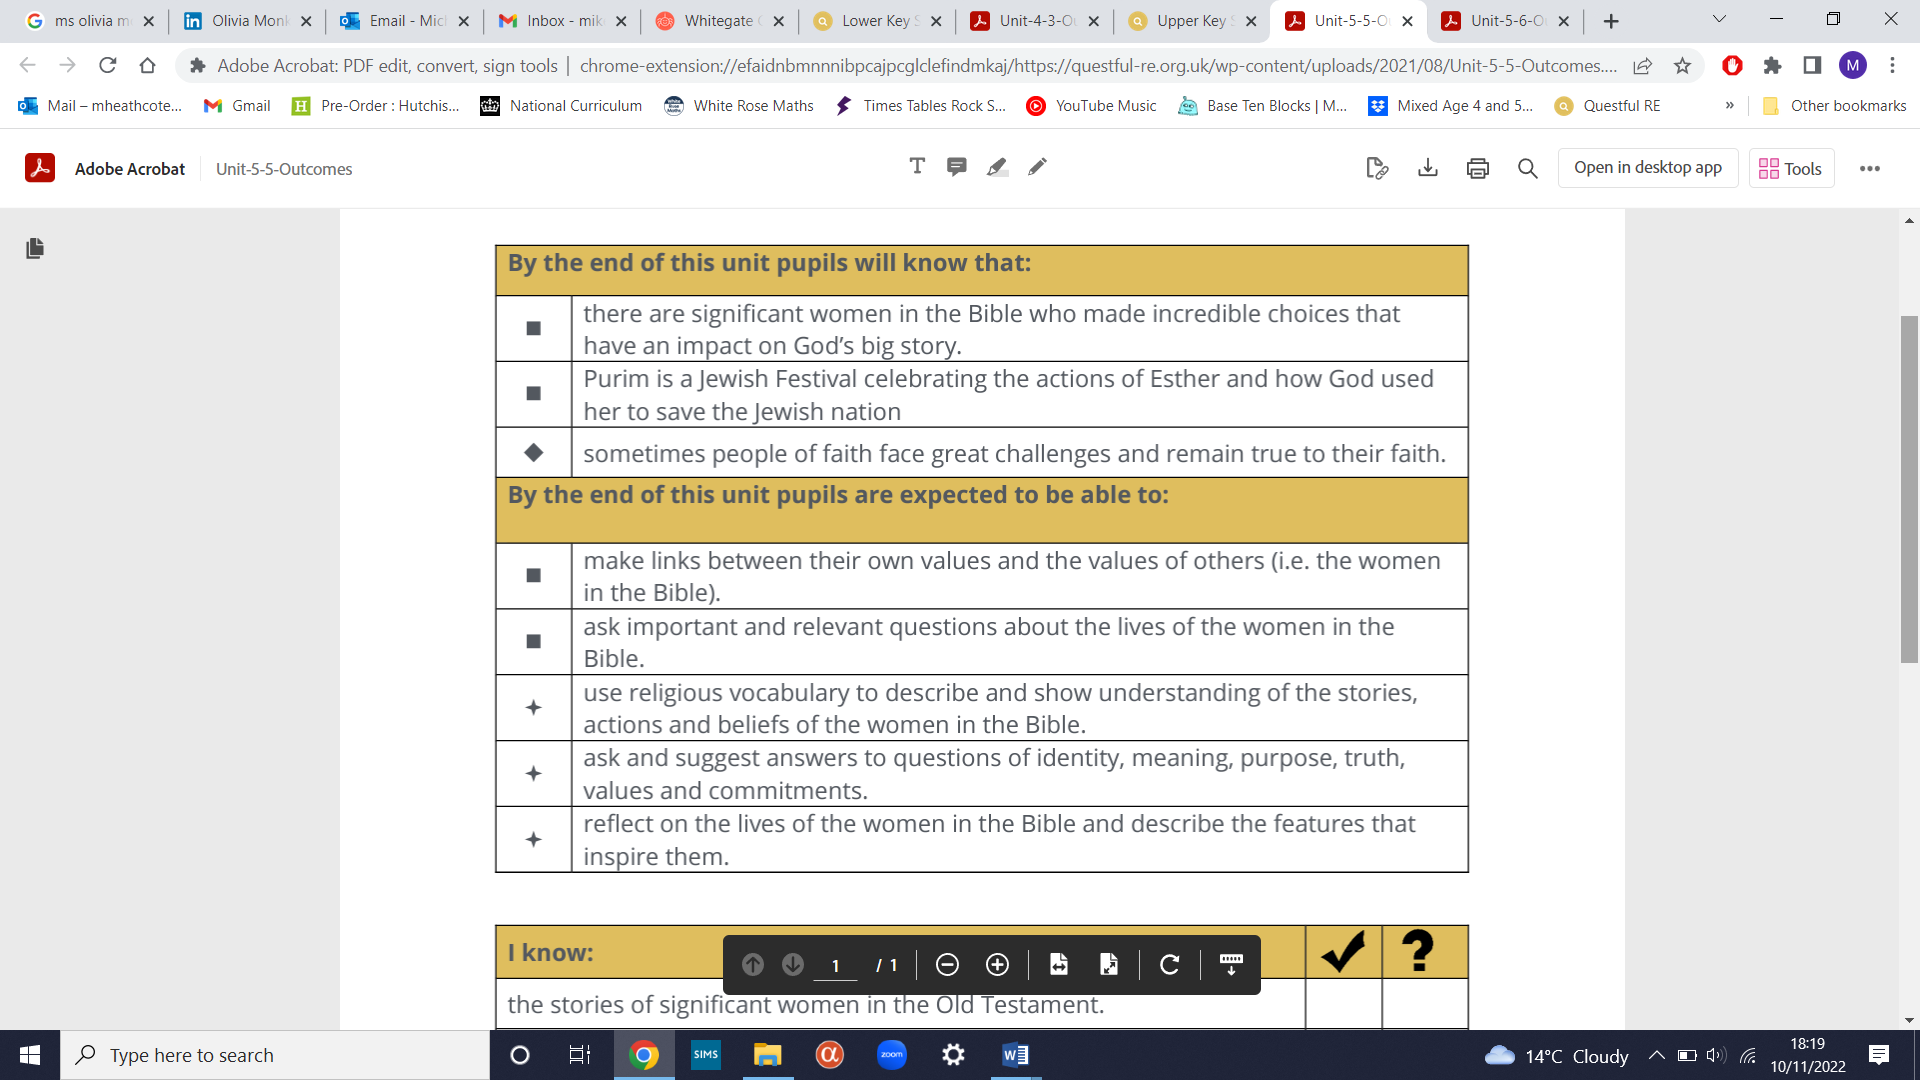 ms olivia m
Olivia Monk
Email - Mic
Inbox - mik
Whitegate
Lower Key S
Unit-4-3-O
Upper Key S
Unit-5-5-O
Unit-5-6-O
Adobe Acrobat: PDF edit, convert, sign tools | chrome-extension://efaidnbmnnnibpcajpcglclefindmkaj/https://questful-re.org.uk/wp-content/uploads/2021/08/Unit-5-5-Outcomes.... M
Mail – mheathcote... Gmail Pre-Order : Hutchis... National Curriculum White Rose Maths Times Tables Rock S... YouTube Music Base Ten Blocks | M... Mixed Age 4 and 5... Questful RE » Other bookmarks
Adobe Acrobat Unit-5-5-Outcomes Open in desktop app Tools
By the end of this unit pupils will know that:
there are significant women in the Bible who made incredible choices that
have an impact on God’s big story.
Purim is a Jewish Festival celebrating the actions of Esther and how God used
her to save the Jewish nation
sometimes people of faith face great challenges and remain true to their faith.
By the end of this unit pupils are expected to be able to:
make links between their own values and the values of others (i.e. the women
in the Bible).
ask important and relevant questions about the lives of the women in the
Bible.
use religious vocabulary to describe and show understanding of the stories,
actions and beliefs of the women in the Bible.
ask and suggest answers to questions of identity, meaning, purpose, truth,
values and commitments.
reflect on the lives of the women in the Bible and describe the features that
inspire them.
I know: ?
1 / 1
the stories of significant women in the Old Testament.
Type here to search
SIMS
zoom
14°C Cloudy
18:19
10/11/2022